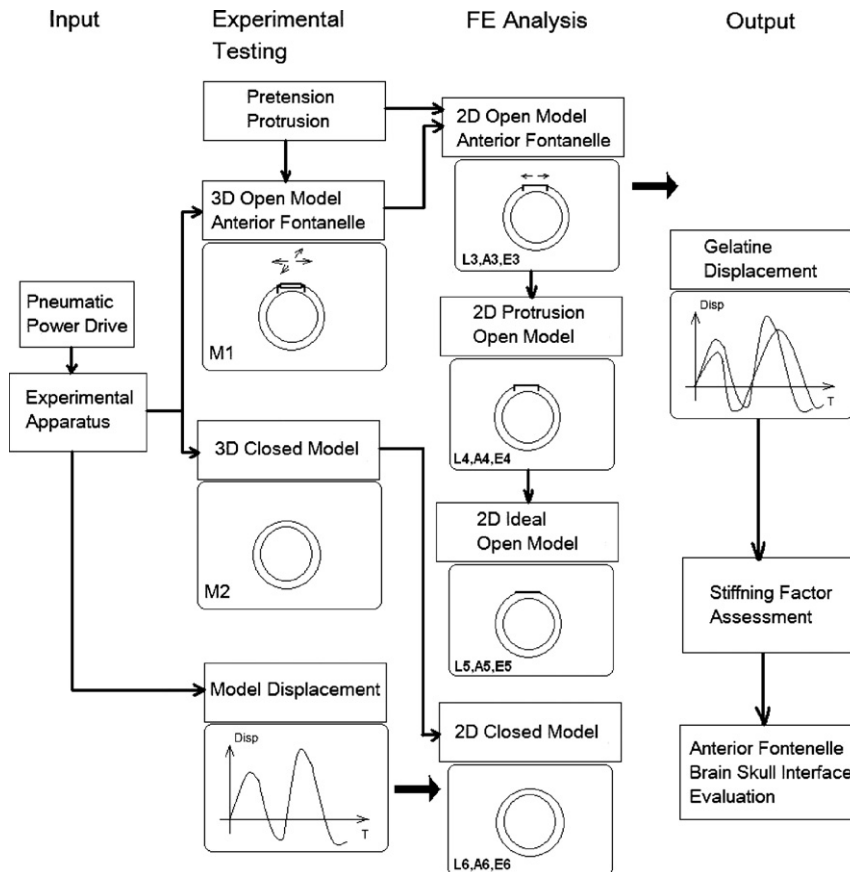 Input
Experimental
Testing
FE Analysis
Output
Pretension
Protrusion
2D Open Model
Anterior Fontanelle
3D Open Model
Anterior Fontanelle
M1
L3,A3,E3
Pneumatic
Power Drive
Experimental
Apparatus
2D Protrusion
Open Model
L4,A4,E4
Gelatine
Displacement
Disp
T
3D Closed Model
M2
2D Ideal
Open Model
L5,A5,E5
Stiffning Factor
Assessment
Model Displacement
Disp
T
2D Closed Model
L6,A6,E6
Anterior Fontenelle
Brain Skull Interface
Evaluation